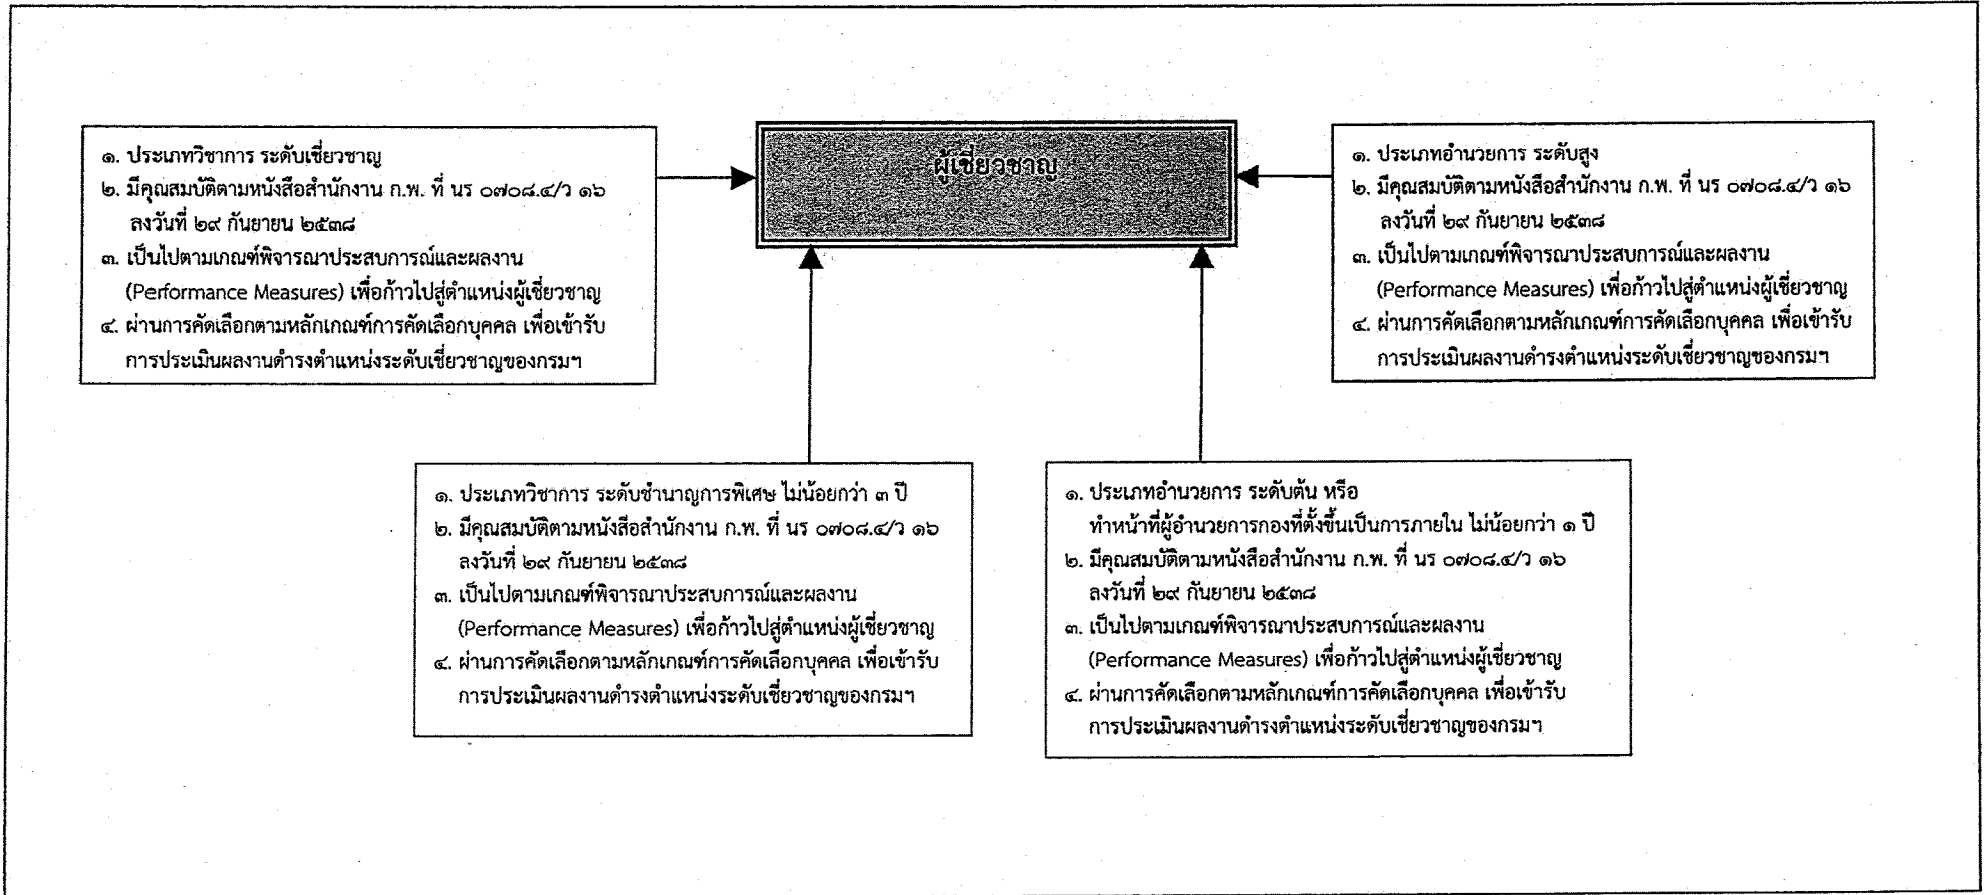 ผู้เชี่ยวชาญ
๑. ประเภทวิชาการ ระดับเชี่ยวชาญ
๒. มีคุณสมบัติตามหนังสือสำนักงาน ก.พ. ที่ นร ๐๗๐๘.๔/ว ๑๖
ลงวันที่ ๒๙ กันยายน ๒๕๓๘
๓. เป็นไปตามเกณฑ์พิจารณาประสบการณ์และผลงาน
(Performance Measures) เพื่อก้าวไปสู่ตำแหน่งผู้เชี่ยวชาญ
๔. ผ่านการคัดเลือกตามหลักเกณฑ์การคัดเลือกบุคคล เพื่อเข้ารับ
การประเมินผลงานดำรงตำแหน่งระดับเชี่ยวชาญของกรมฯ
๑. ประเภทอำนวยการ ระดับสูง
๒. มีคุณสมบัติตามหนังสือสำนักงาน ก.พ. ที่ นร ๐๗๐๘.๔/ว ๑๖
ลงวันที่ ๒๙ กันยายน ๒๕๓๘
๓. เป็นไปตามเกณฑ์พิจารณาประสบการณ์และผลงาน
(Performance Measures) เพื่อก้าวไปสู่ตำแหน่งผู้เชี่ยวชาญ
๔. ผ่านการคัดเลือกตามหลักเกณฑ์การคัดเลือกบุคคล เพื่อเข้ารับ
การประเมินผลงานดำรงตำแหน่งระดับเชี่ยวชาญของกรมฯ
๑. ประเภทวิชาการ ระดับชำนาญการพิเศษ ไม่น้อยกว่า ๓ ปี
๒. มีคุณสมบัติตามหนังสือสำนักงาน ก.พ. ที่ นร ๐๗๐๘.๔/ว ๑๖
ลงวันที่ ๒๙ กันยายน ๒๕๓๘
๓. เป็นไปตามเกณฑ์พิจารณาประสบการณ์และผลงาน
(Performance Measures) เพื่อก้าวไปสู่ตำแหน่งผู้เชี่ยวชาญ
๔. ผ่านการคัดเลือกตามหลักเกณฑ์การคัดเลือกบุคคล เพื่อเข้ารับ
การประเมินผลงานดำรงตำแหน่งระดับเชี่ยวชาญของกรมฯ
๑. ประเภทอำนวยการ ระดับต้น หรือ
ทำหน้าที่ผู้อำนวยการกองที่ตั้งขึ้นเป็นการภายใน ไม่น้อยกว่า ๑ ปี
๒. มีคุณสมบัติตามหนังสือสำนักงาน ก.พ. ที่ นร ๐๗๐๘.๔/ว ๑๖
ลงวันที่ ๒๙ กันยายน ๒๕๓๘
๓. เป็นไปตามเกณฑ์พิจารณาประสบการณ์และผลงาน
(Performance Measures) เพื่อก้าวไปสู่ตำแหน่งผู้เชี่ยวชาญ
๔. ผ่านการคัดเลือกตามหลักเกณฑ์การคัดเลือกบุคคล เพื่อเข้ารับ
การประเมินผลงานดำรงตำแหน่งระดับเชี่ยวชาญของกรมฯ